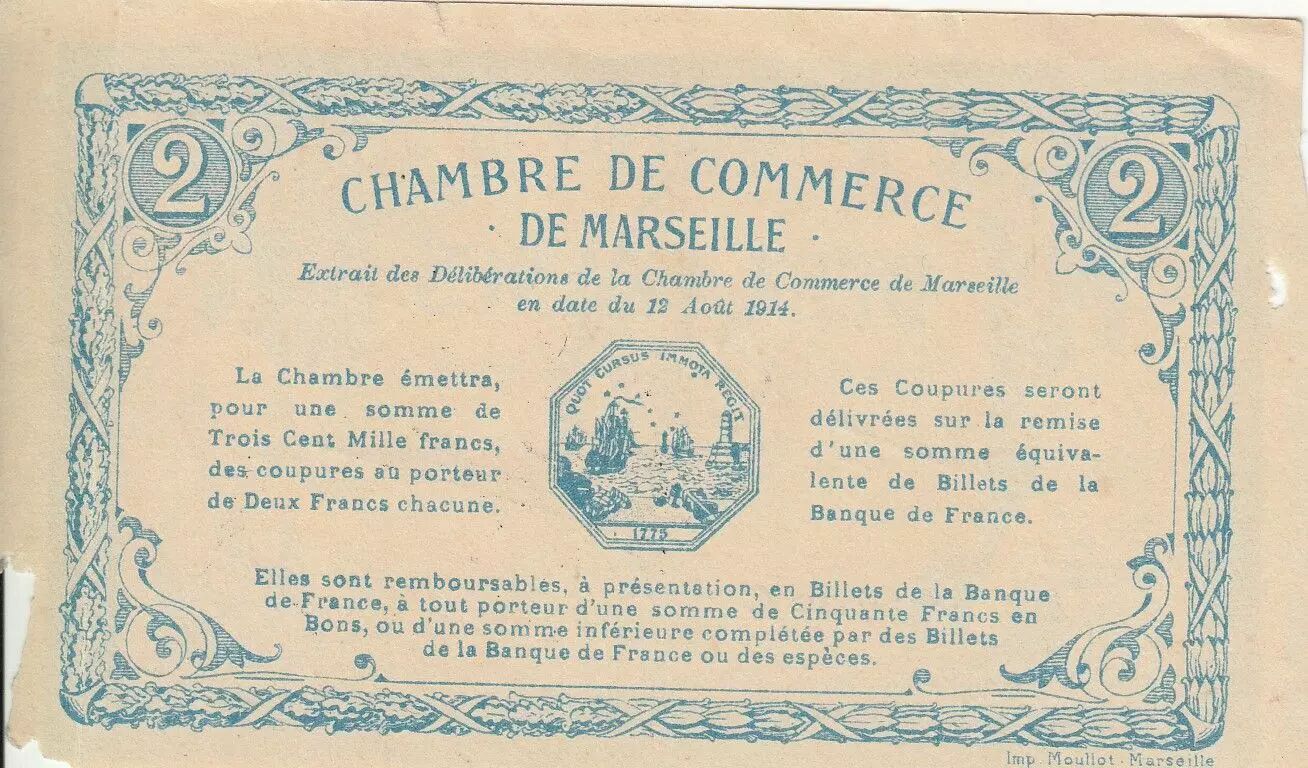 2
2
CHAMBRE DE COMMERCE
· DE MARSEILLE ·
Extrait des Délibérations de la Chambre de Commerce de Marseille
en date du 12 Août 1914.
La Chambre émettra,
pour une somme de
Trois Cent Mille francs,
des coupures au porteur
de Deux Francs chacune.
QUOT CURSUS IMMOTA REGIT
1775
Ces Coupures seront
délivrées sur la remise
d'une somme équiva-
lente de Billets de la
Banque de France.
Elles sont remboursables, à présentation, en Billets de la Banque
de France, à tout porteur d'une somme de Cinquante Francs en
Bons, ou d'une somme inférieure complétée par des Billets
de la Banque de France ou des espèces.
Imp. Moullot - Marseille